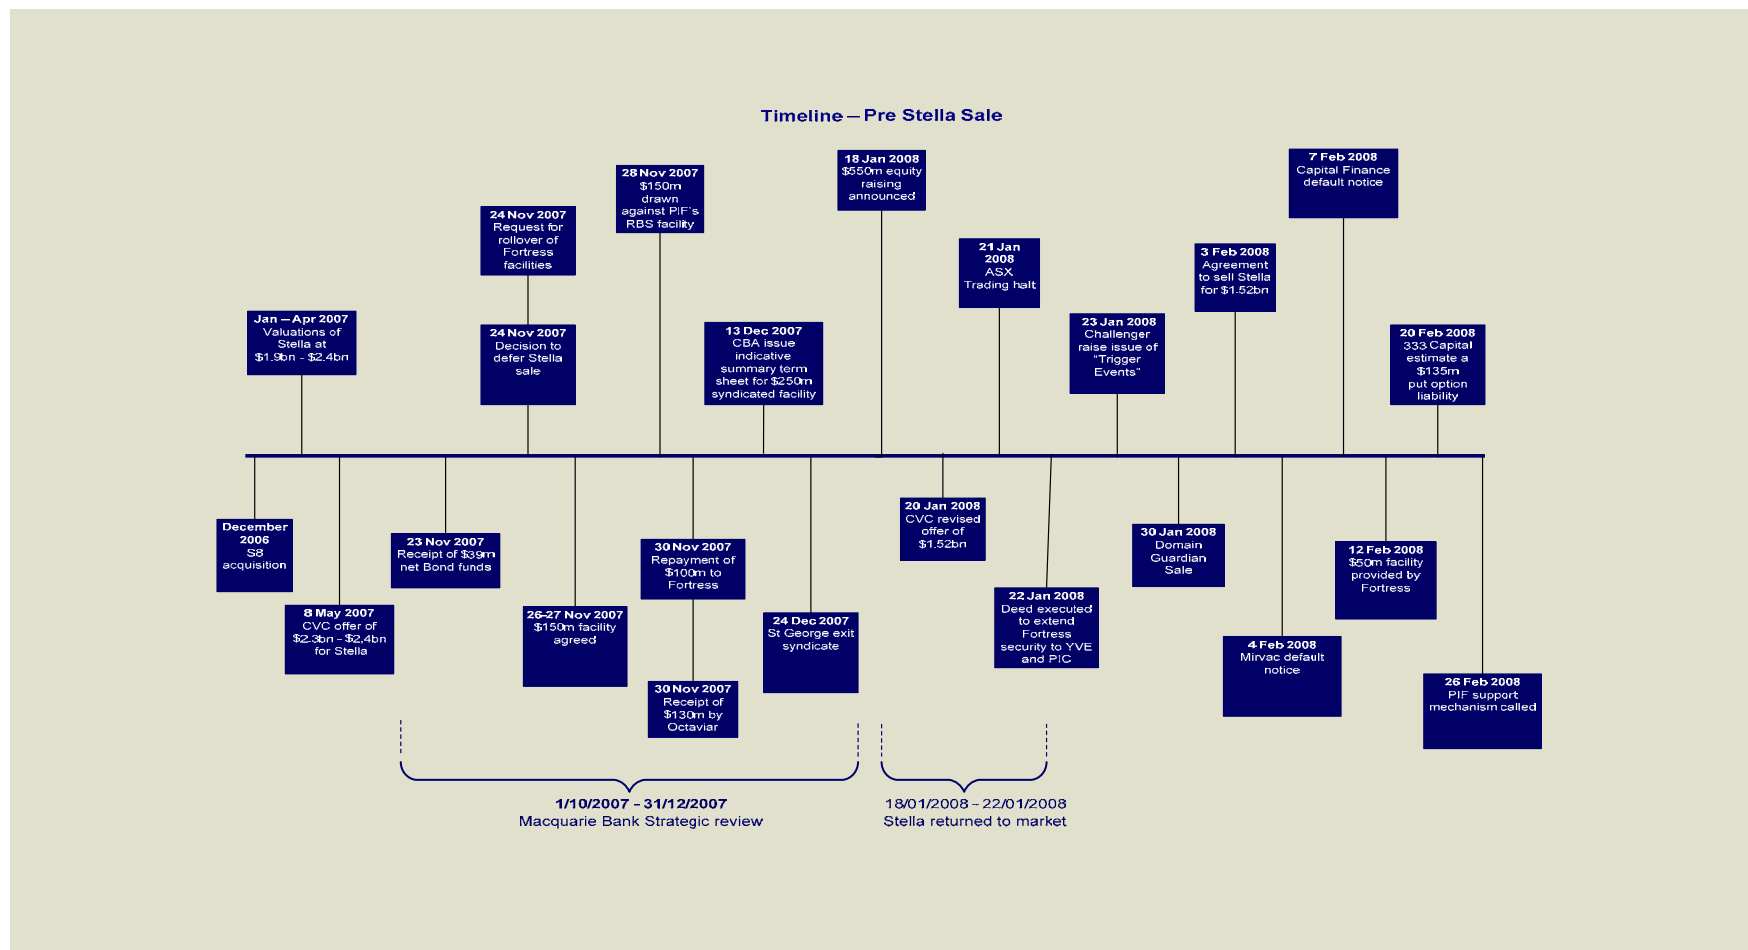 Timeline – Pre Stella Sale
18 Jan 2008
$550m equity
raising
announced
7 Feb 2008
Capital Finance
default notice
28 Nov 2007
$150m
drawn
against PIF's
RBS facility
24 Nov 2007
Request for
rollover of
Fortress
facilities
21 Jan
2008
ASX
Trading halt
3 Feb 2008
Agreement
to sell Stella
for $1.52bn
Jan – Apr 2007
Valuations of
Stella at
$1.9bn - $2.4bn
24 Nov 2007
Decision to
defer Stella
sale
13 Dec 2007
CBA issue
indicative
summary term
sheet for $250m
syndicated facility
23 Jan 2008
Challenger
raise issue of
"Trigger
Events"
20 Feb 2008
333 Capital
estimate a
$135m
put option
liability
December
2006
S8
acquisition
8 May 2007
CVC offer of
$2.3bn - $2.4bn
for Stella
23 Nov 2007
Receipt of $39m
net Bond funds
26-27 Nov 2007
$150m facility
agreed
30 Nov 2007
Repayment of
$100m to
Fortress
30 Nov 2007
Receipt of
$130m by
Octaviar
24 Dec 2007
St George exit
syndicate
20 Jan 2008
CVC revised
offer of
$1.52bn
22 Jan 2008
Deed executed
to extend
Fortress
security to YVE
and PIC
30 Jan 2008
Domain
Guardian
Sale
4 Feb 2008
Mirvac default
notice
12 Feb 2008
$50m facility
provided by
Fortress
26 Feb 2008
PIF support
mechanism called
1/10/2007 - 31/12/2007
Macquarie Bank Strategic review
18/01/2008 - 22/01/2008
Stella returned to market